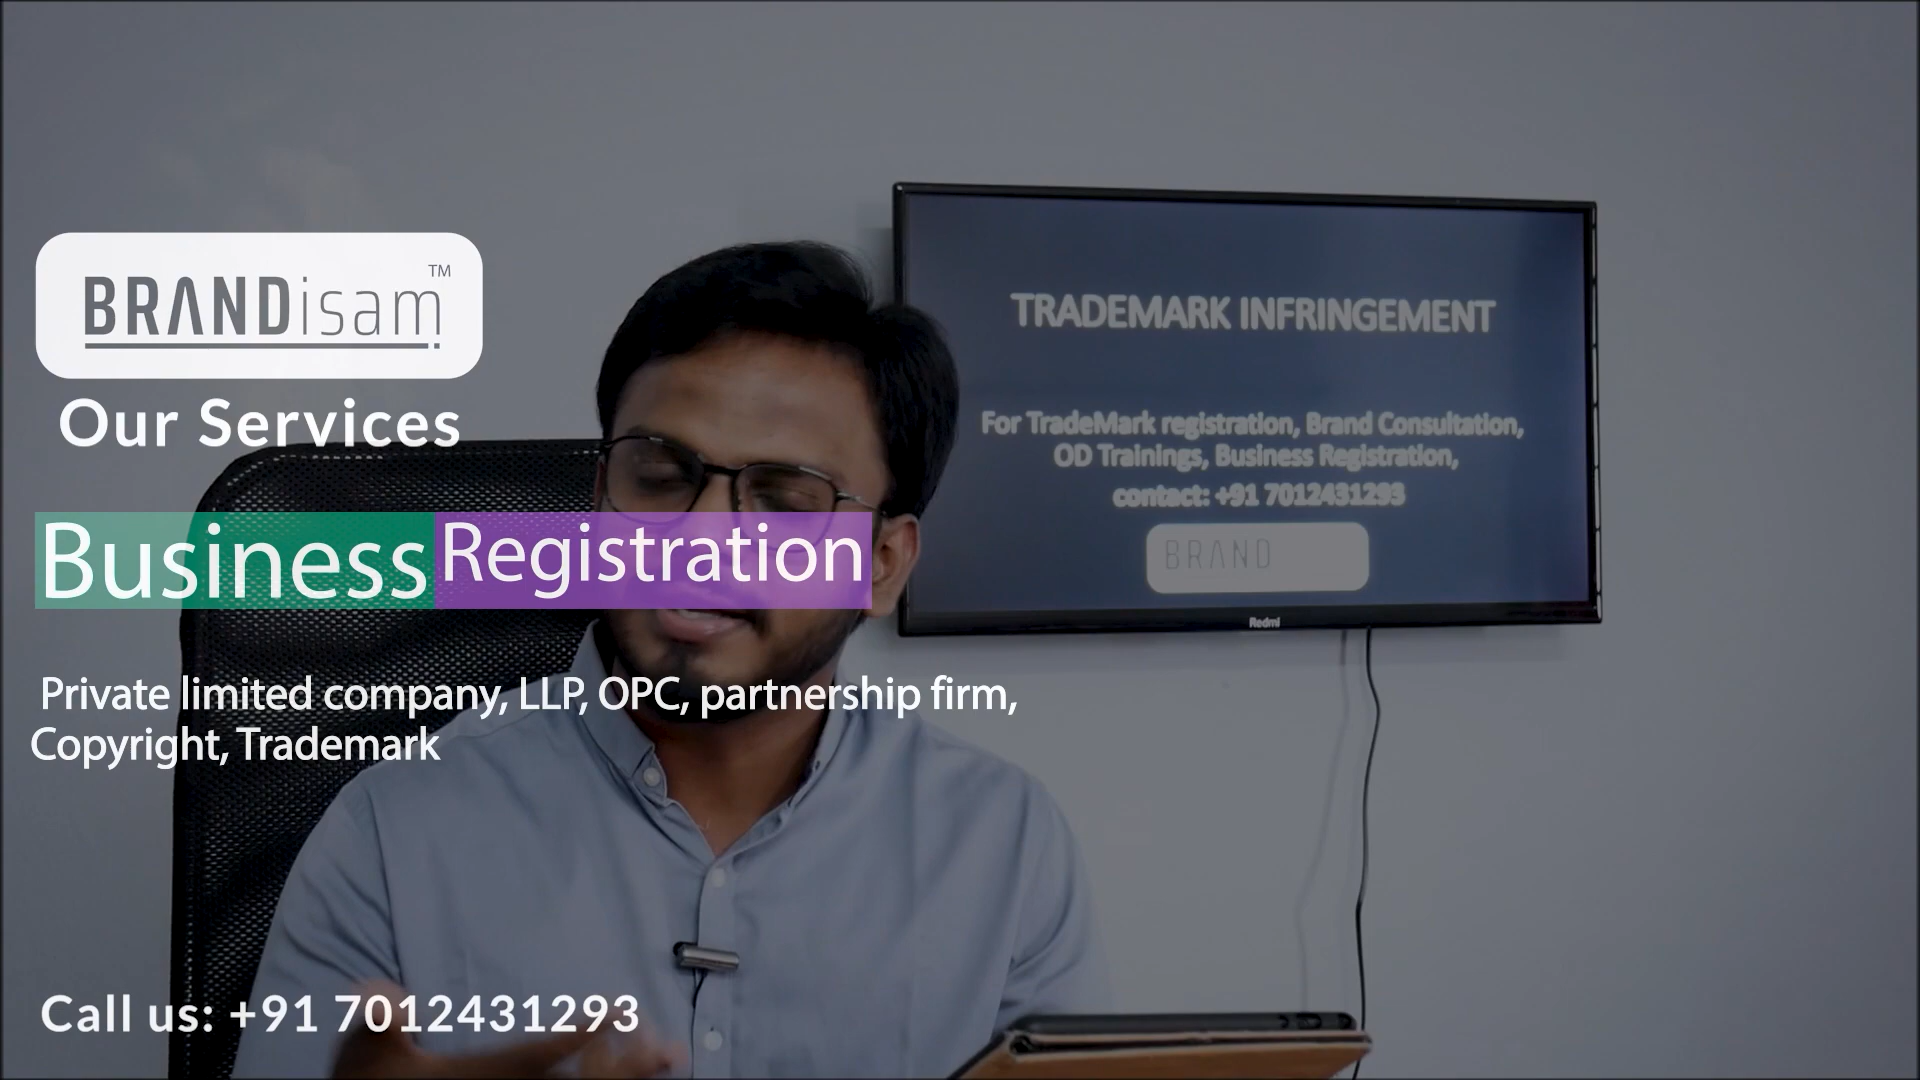 BRANDisam™
Our Services
Business Registration
Private limited company, LLP, OPC, partnership firm,
Copyright, Trademark
Call us: +91 7012431293
TRADEMARK INFRINGEMENT
For TradeMark registration, Brand Consultation,
OD Trainings, Business Registration,
contact: +91 7012431293
BRAND
Redmi